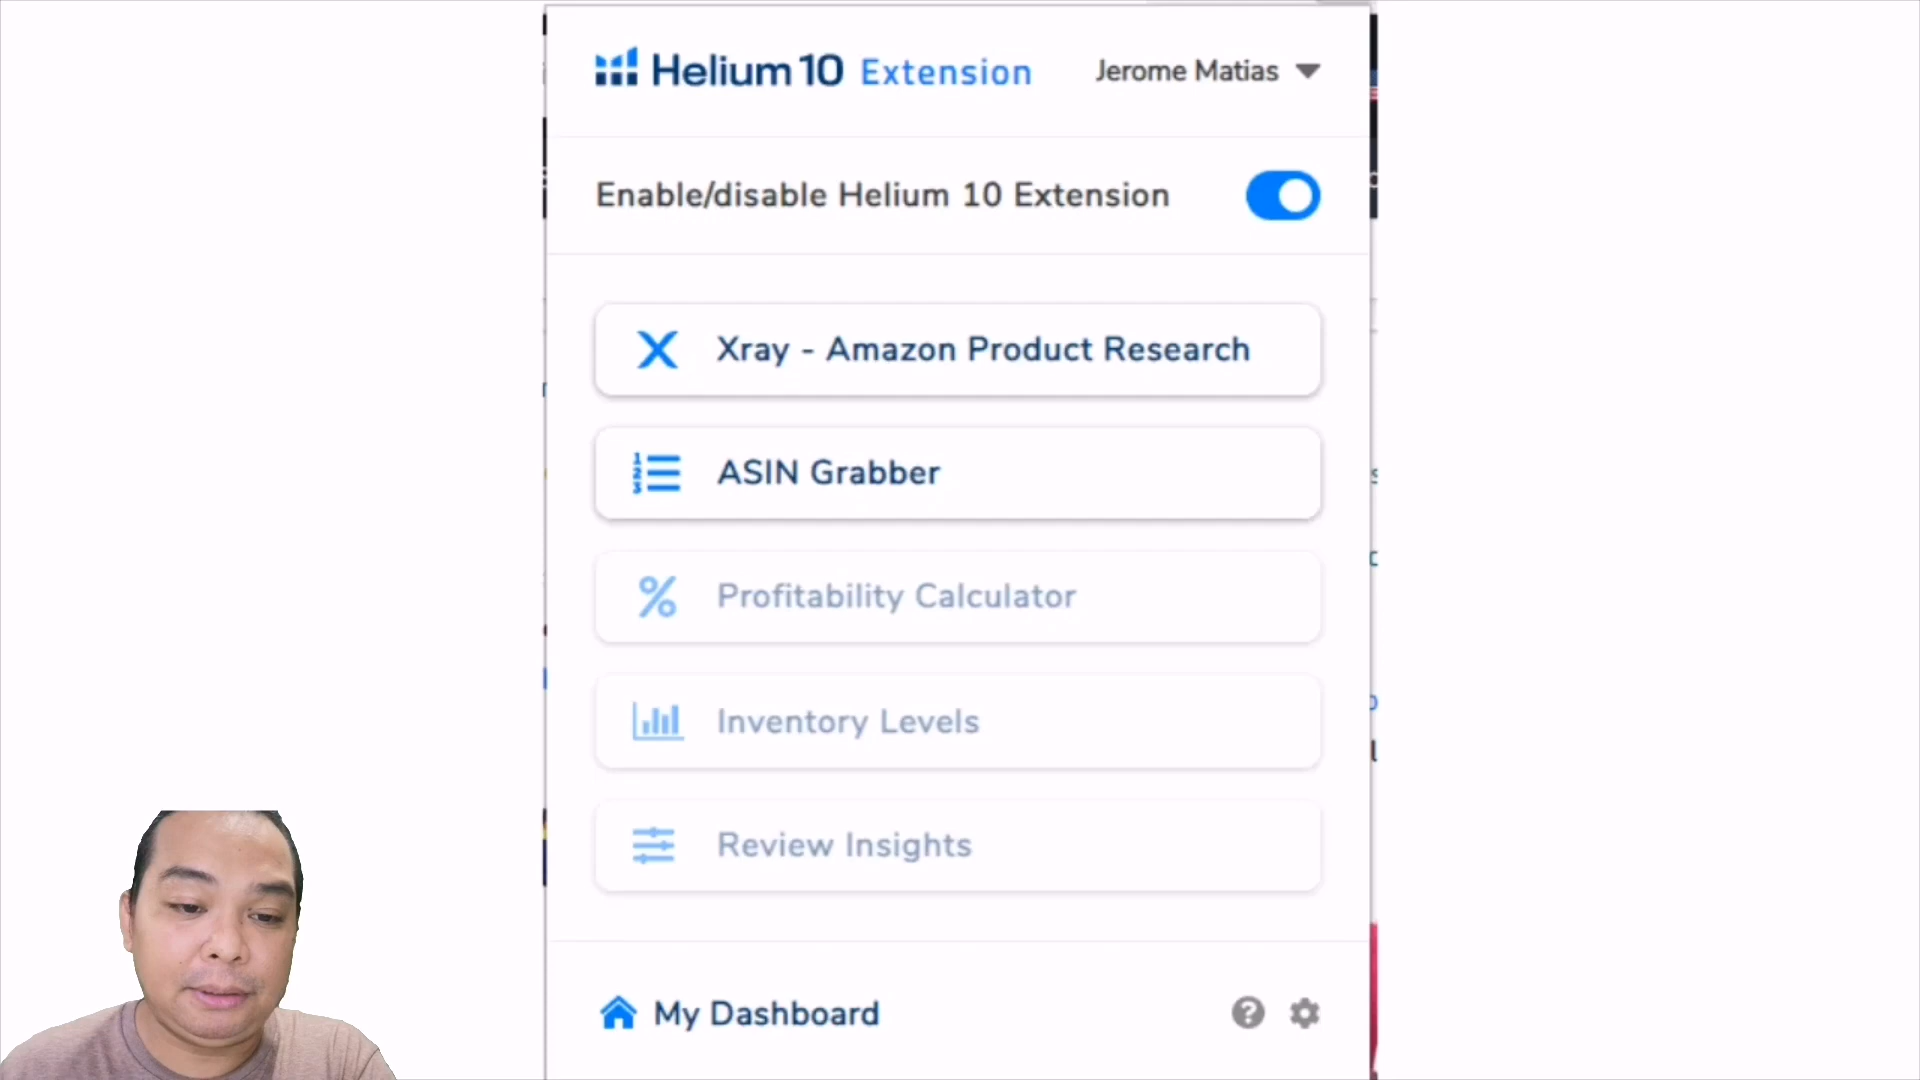 Helium 10 Extension
Jerome Matias
Enable/disable Helium 10 Extension
Xray - Amazon Product Research
ASIN Grabber
Profitability Calculator
Inventory Levels
Review Insights
My Dashboard